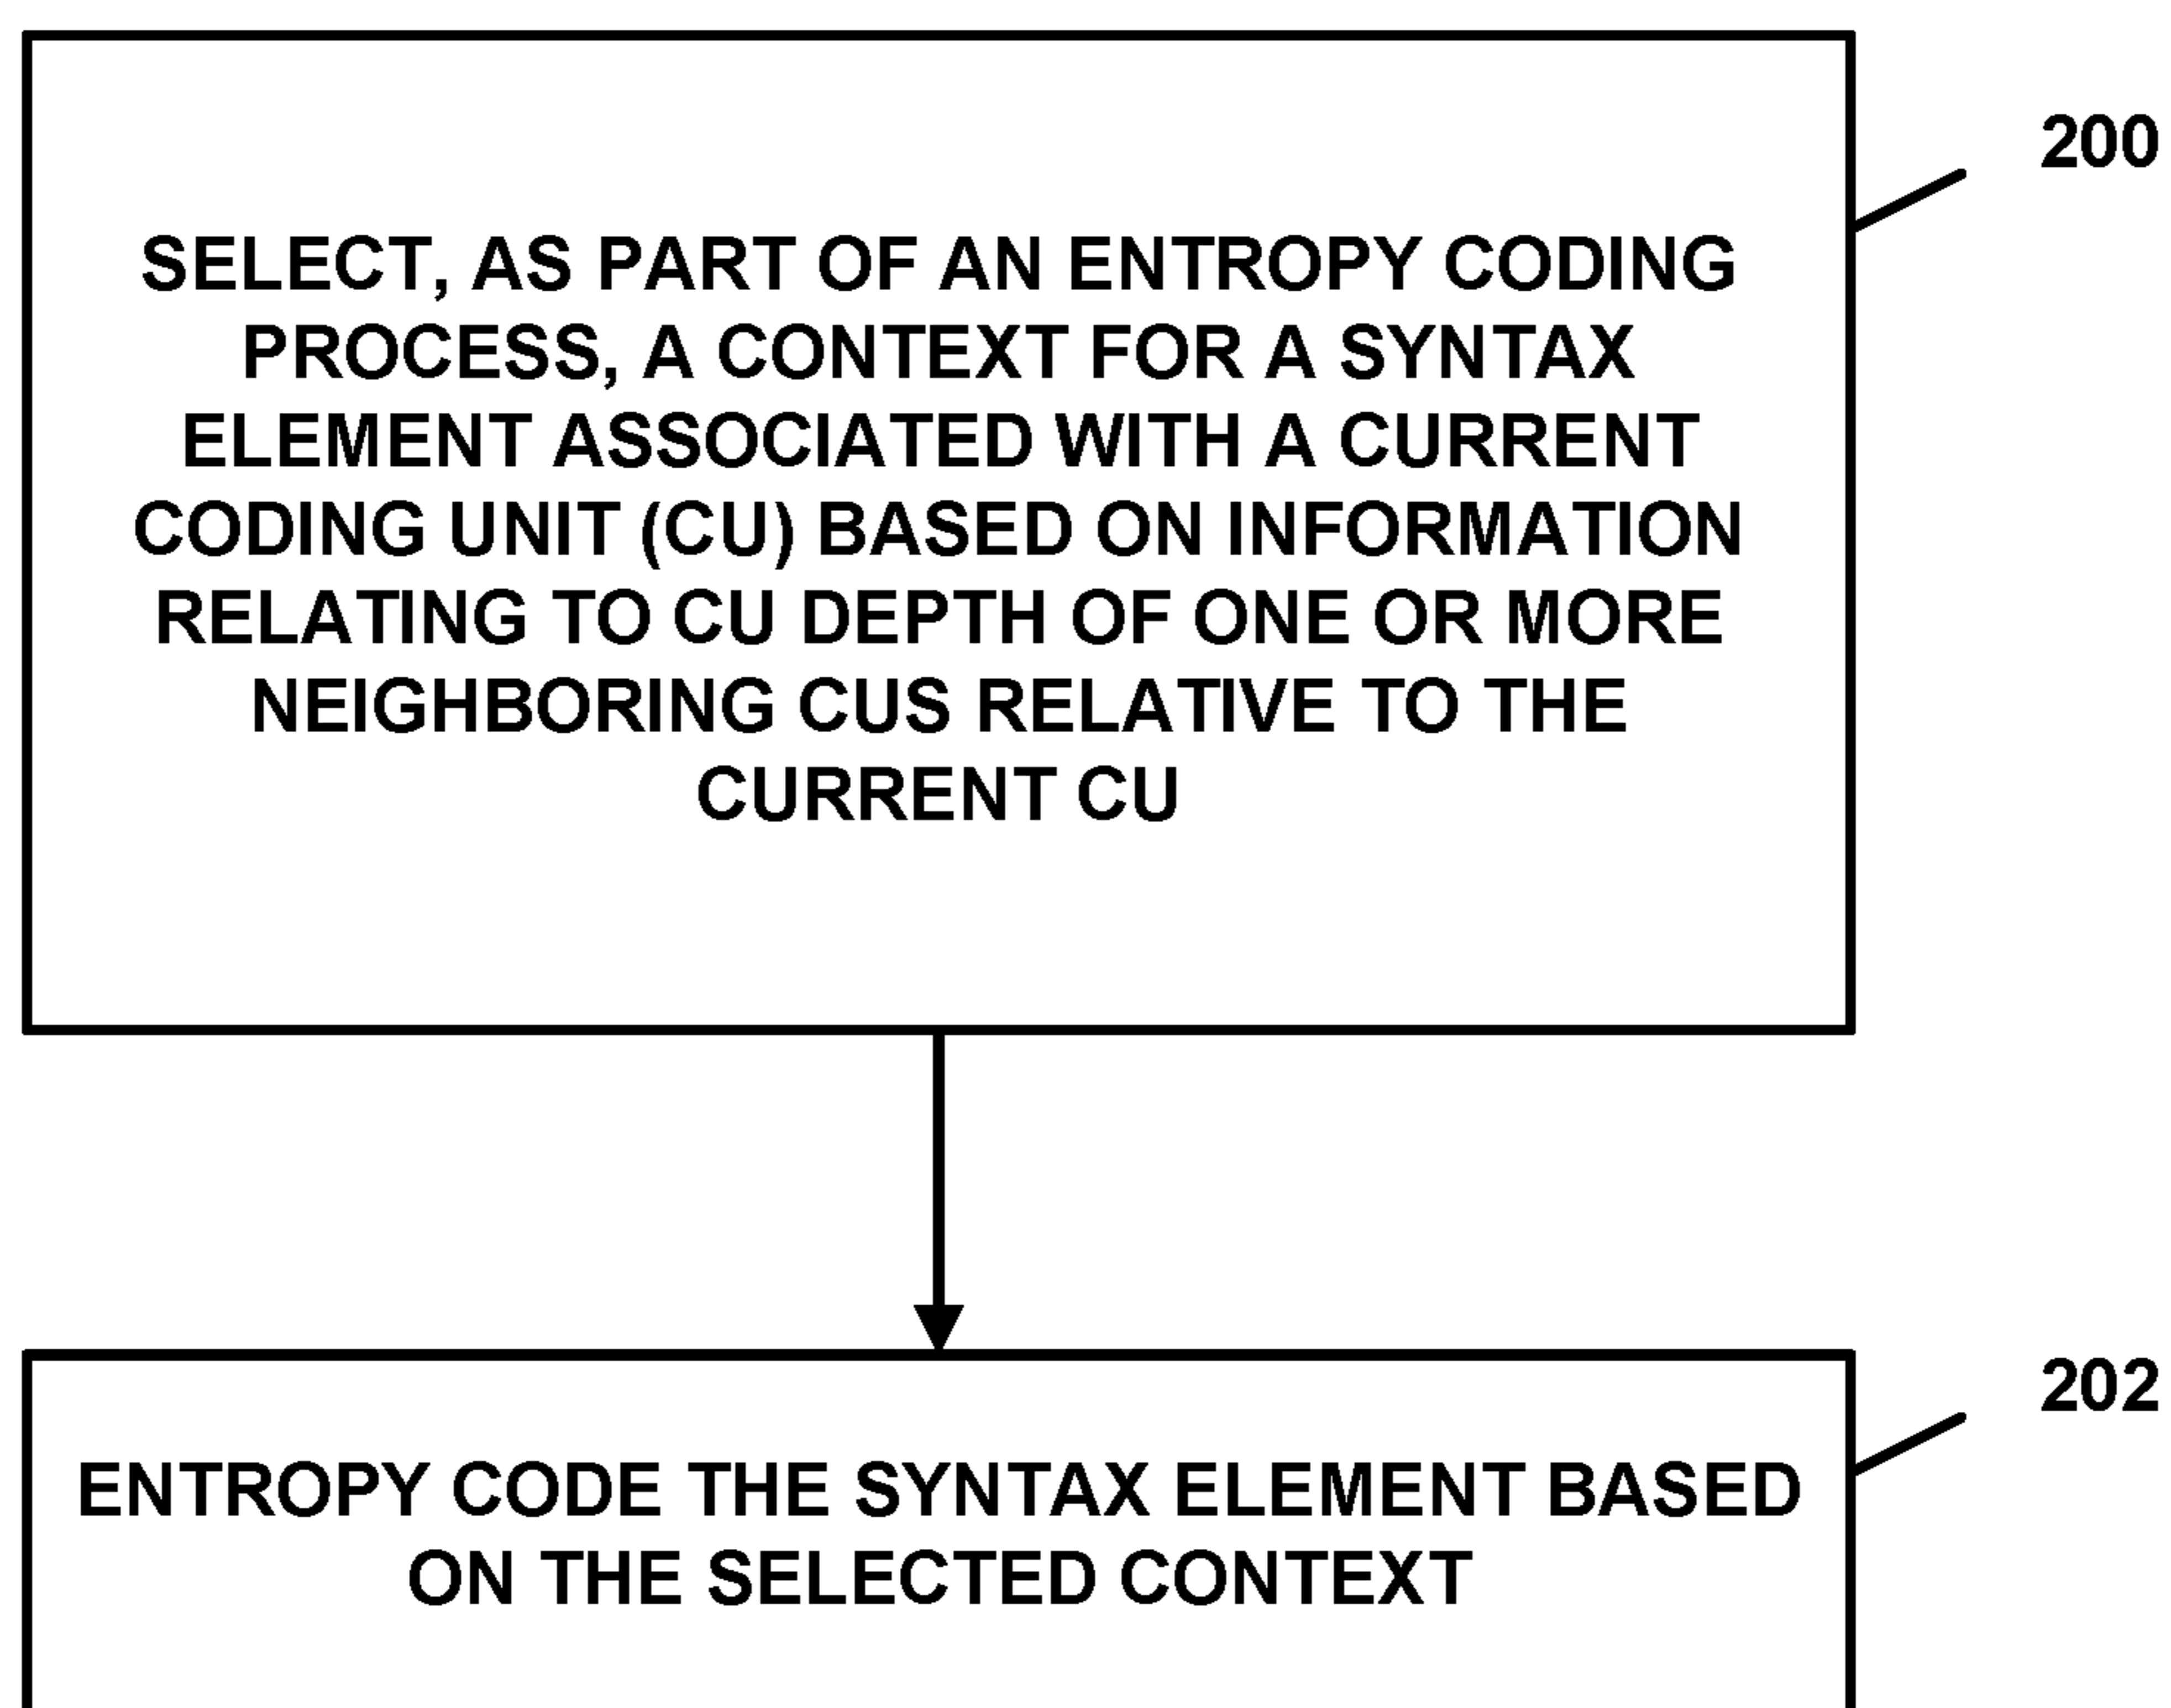 200
SELECT, AS PART OF AN ENTROPY CODING
PROCESS, A CONTEXT FOR A SYNTAX
ELEMENT ASSOCIATED WITH A CURRENT
CODING UNIT (CU) BASED ON INFORMATION
RELATING TO CU DEPTH OF ONE OR MORE
NEIGHBORING CUS RELATIVE TO THE
CURRENT CU
202
ENTROPY CODE THE SYNTAX ELEMENT BASED
ON THE SELECTED CONTEXT